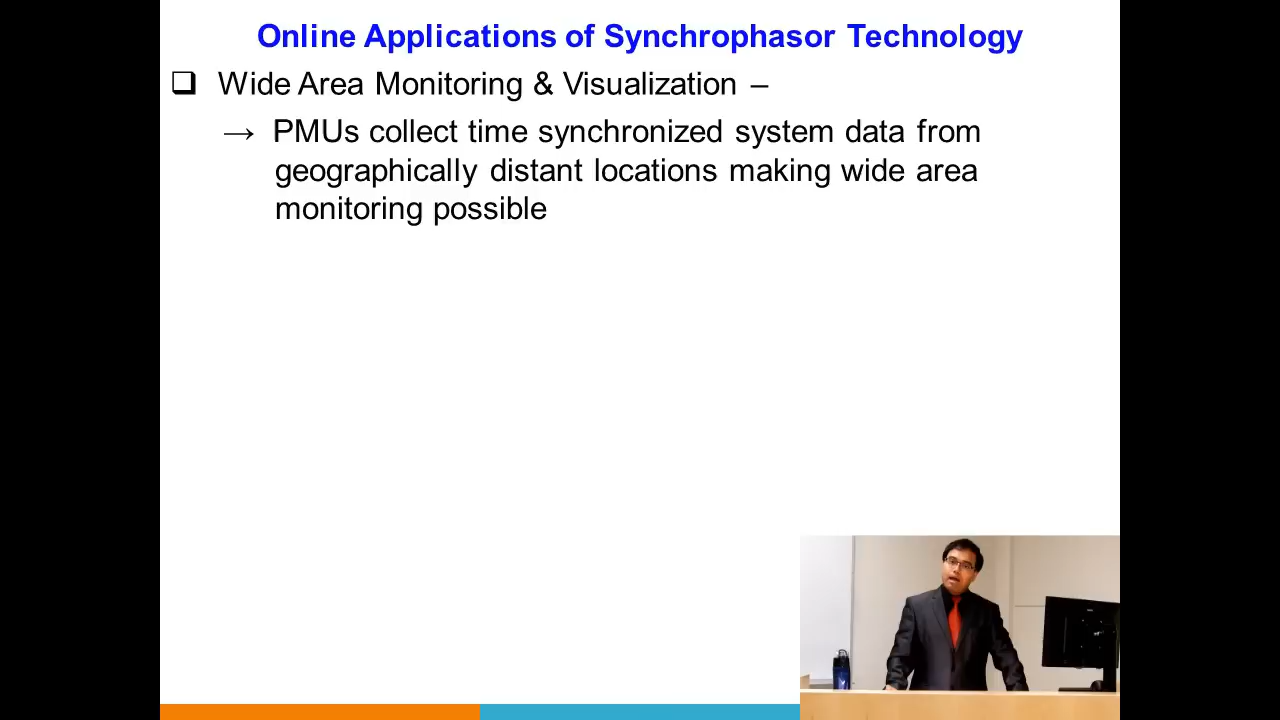 Online Applications of Synchrophasor Technology
❑ Wide Area Monitoring & Visualization –
→ PMUs collect time synchronized system data from
geographically distant locations making wide area
monitoring possible